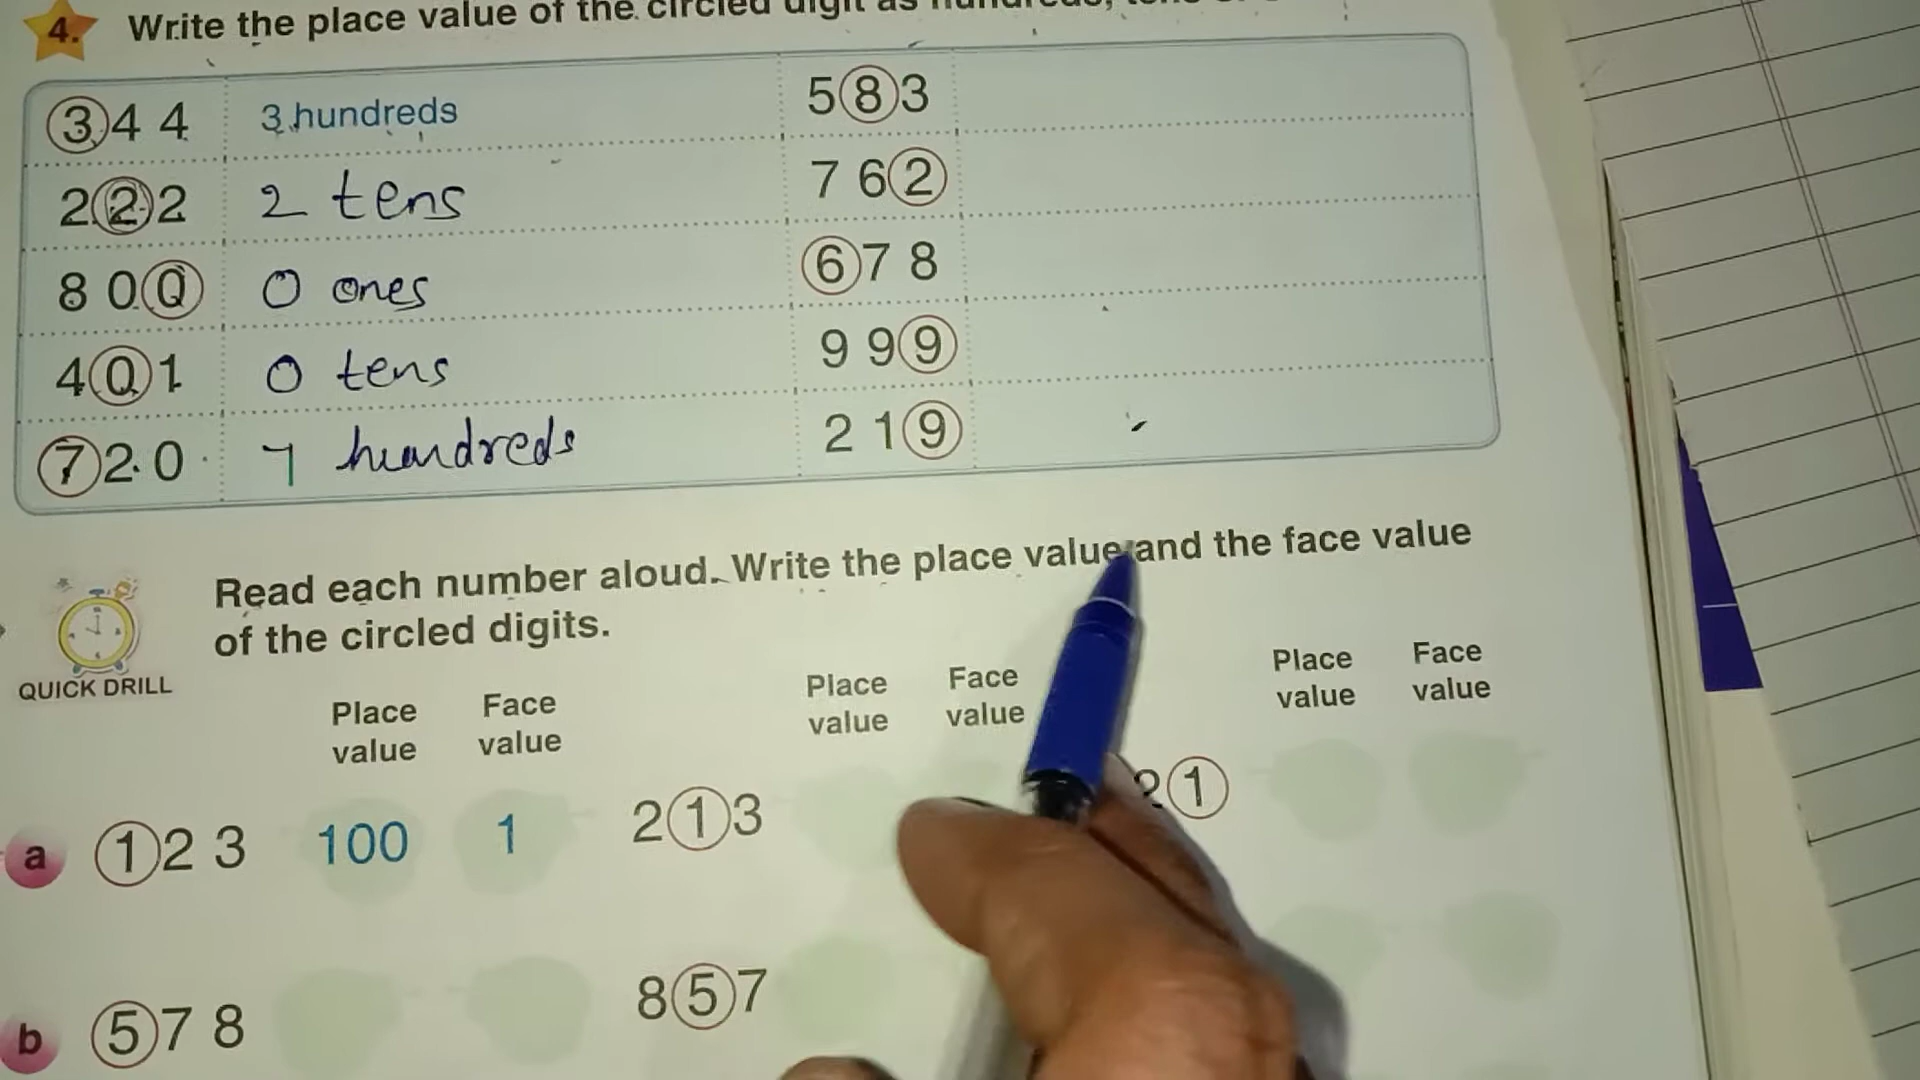 4. Write the place value of the circled digit as
344 3 hundreds 583
222 2 tens 762
800 0 ones 678
401 0 tens 999
720 7 hundreds 219
QUICK DRILL
Read each number aloud. Write the place value and the face value
of the circled digits.
Place value Face value Place value Face value Place value Face value
a 123 100 1 213 21
b 578 857